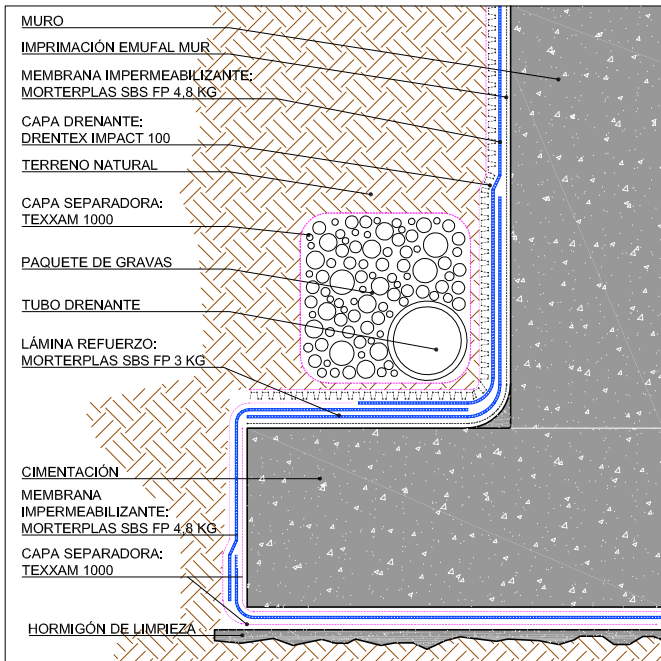 MURO
IMPRIMACIÓN EMUFAL MUR
MEMBRANA IMPERMEABILIZANTE:
MORTERPLAS SBS FP 4,8 KG
CAPA DRENANTE:
DRENTEX IMPACT 100
TERRENO NATURAL
CAPA SEPARADORA:
TEXXAM 1000
PAQUETE DE GRAVAS
TUBO DRENANTE
LÁMINA REFUERZO:
MORTERPLAS SBS FP 3 KG
CIMENTACIÓN
MEMBRANA
IMPERMEABILIZANTE:
MORTERPLAS SBS FP 4,8 KG
CAPA SEPARADORA:
TEXXAM 1000
HORMIGÓN DE LIMPIEZA